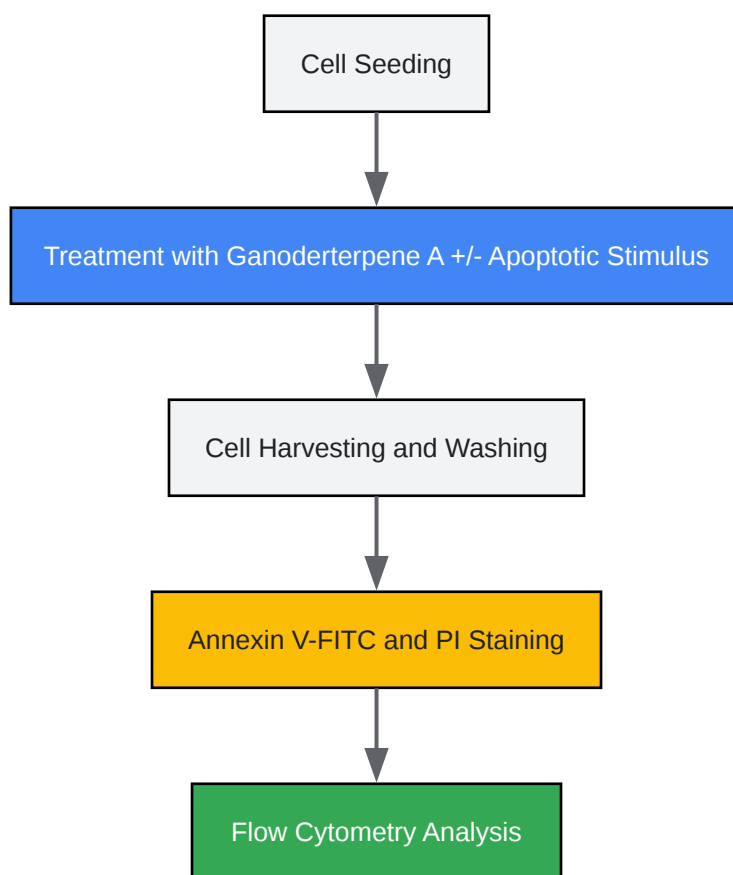 Cell Seeding
Treatment with Ganoderterpene A +/- Apoptotic Stimulus
Cell Harvesting and Washing
Annexin V-FITC and PI Staining
Flow Cytometry Analysis